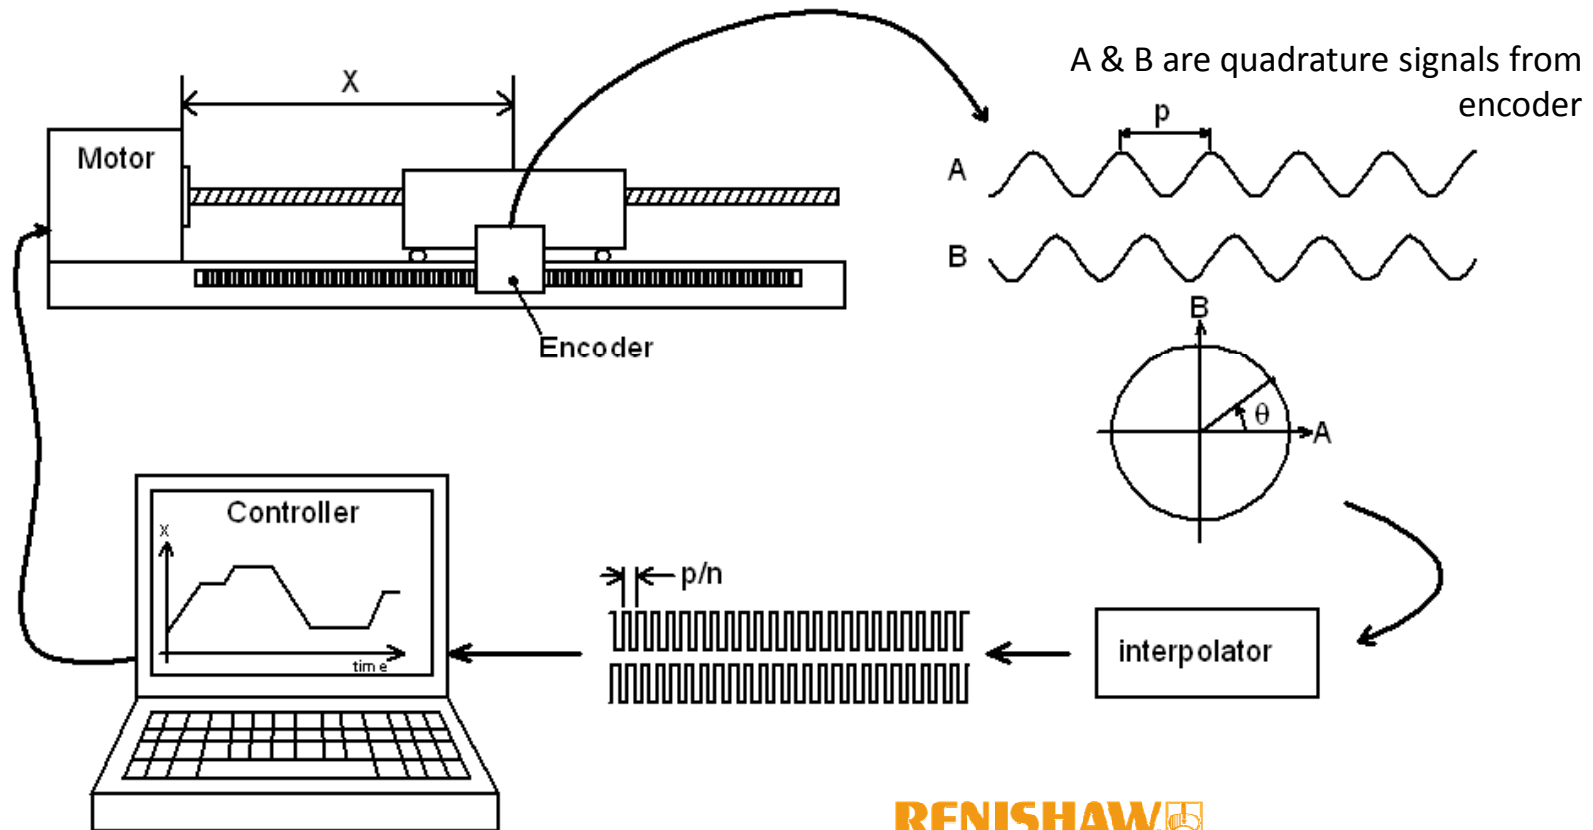 A & B are quadrature signals from
encoder
X
Motor
p
A
B
B
θ
A
Encoder
Controller
x
time
p/n
interpolator
RENISHAW